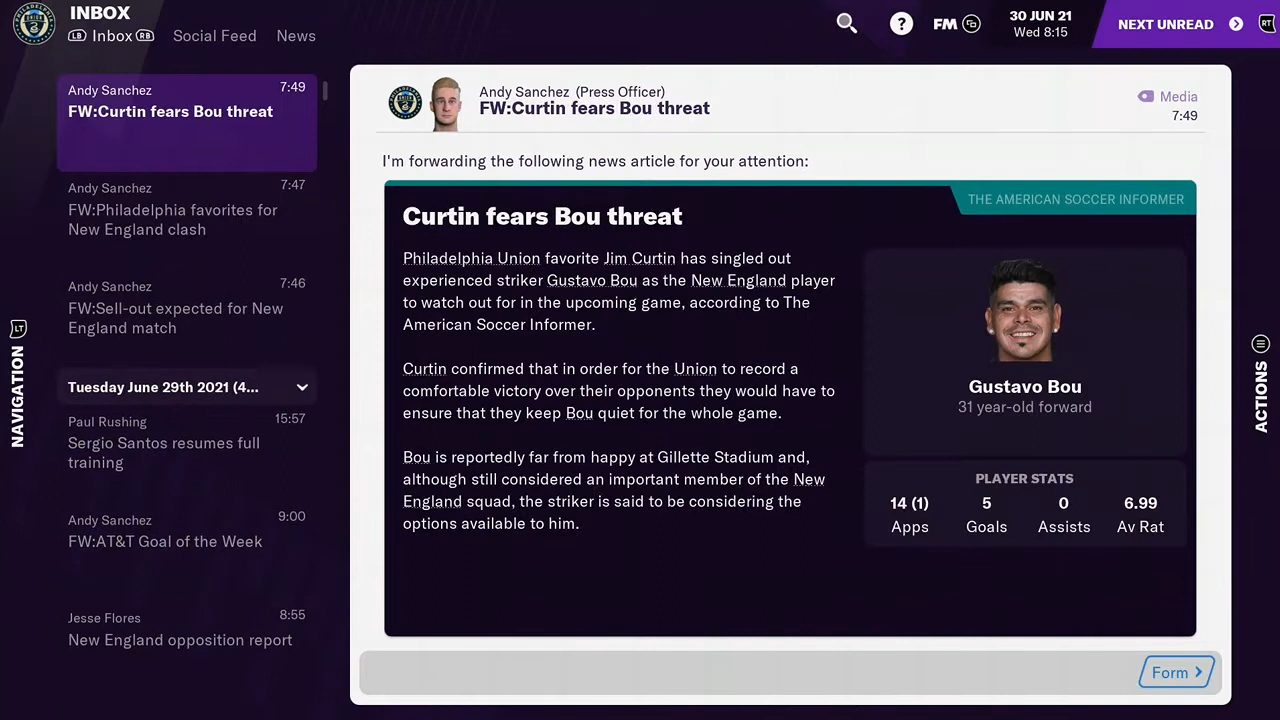 INBOX
LB Inbox RB Social Feed News
? FM
30 JUN 21
Wed 8:15
NEXT UNREAD RT
NAVIGATION LT
Andy Sanchez 7:49
FW:Curtin fears Bou threat
Andy Sanchez 7:47
FW:Philadelphia favorites for
New England clash
Andy Sanchez 7:46
FW:Sell-out expected for New
England match
Tuesday June 29th 2021 (4...
Paul Rushing 15:57
Sergio Santos resumes full
training
Andy Sanchez 9:00
FW:AT&T Goal of the Week
Jesse Flores 8:55
New England opposition report
Andy Sanchez (Press Officer)
FW:Curtin fears Bou threat
Media
7:49
I'm forwarding the following news article for your attention:
THE AMERICAN SOCCER INFORMER
Curtin fears Bou threat
Philadelphia Union favorite Jim Curtin has singled out
experienced striker Gustavo Bou as the New England player
to watch out for in the upcoming game, according to The
American Soccer Informer.
Curtin confirmed that in order for the Union to record a
comfortable victory over their opponents they would have to
ensure that they keep Bou quiet for the whole game.
Bou is reportedly far from happy at Gillette Stadium and,
although still considered an important member of the New
England squad, the striker is said to be considering the
options available to him.
Gustavo Bou
31 year-old forward
PLAYER STATS
14 (1) 5 0 6.99
Apps Goals Assists Av Rat
Form
ACTIONS